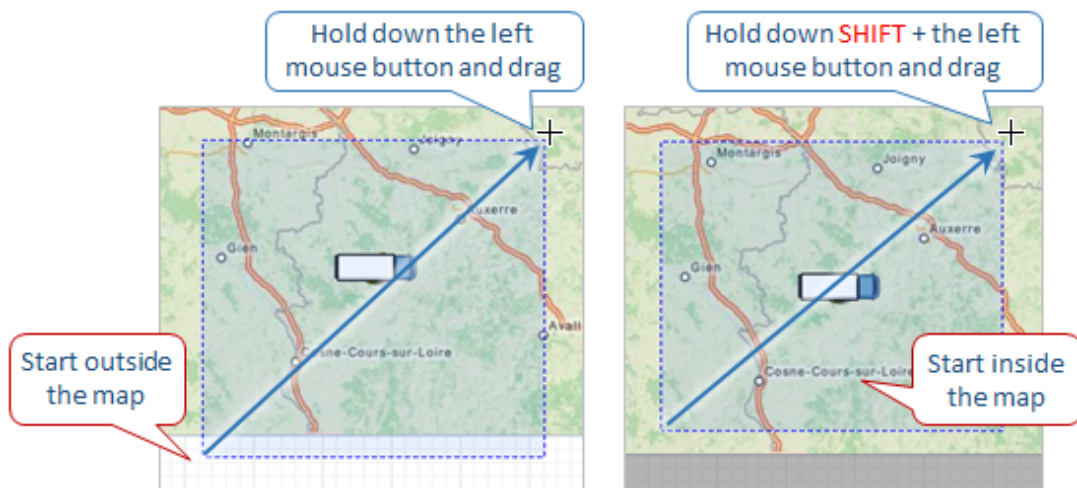 Hold down the left
mouse button and drag
Hold down SHIFT + the left
mouse button and drag
Montargis
Joigny
Auxerre
Gien
Avall
Cosne-Cours-sur-Loire
Start outside
the map
Montargis
Joigny
Auxerre
Gien
Cosne-Cours-sur-Loire
Start inside
the map